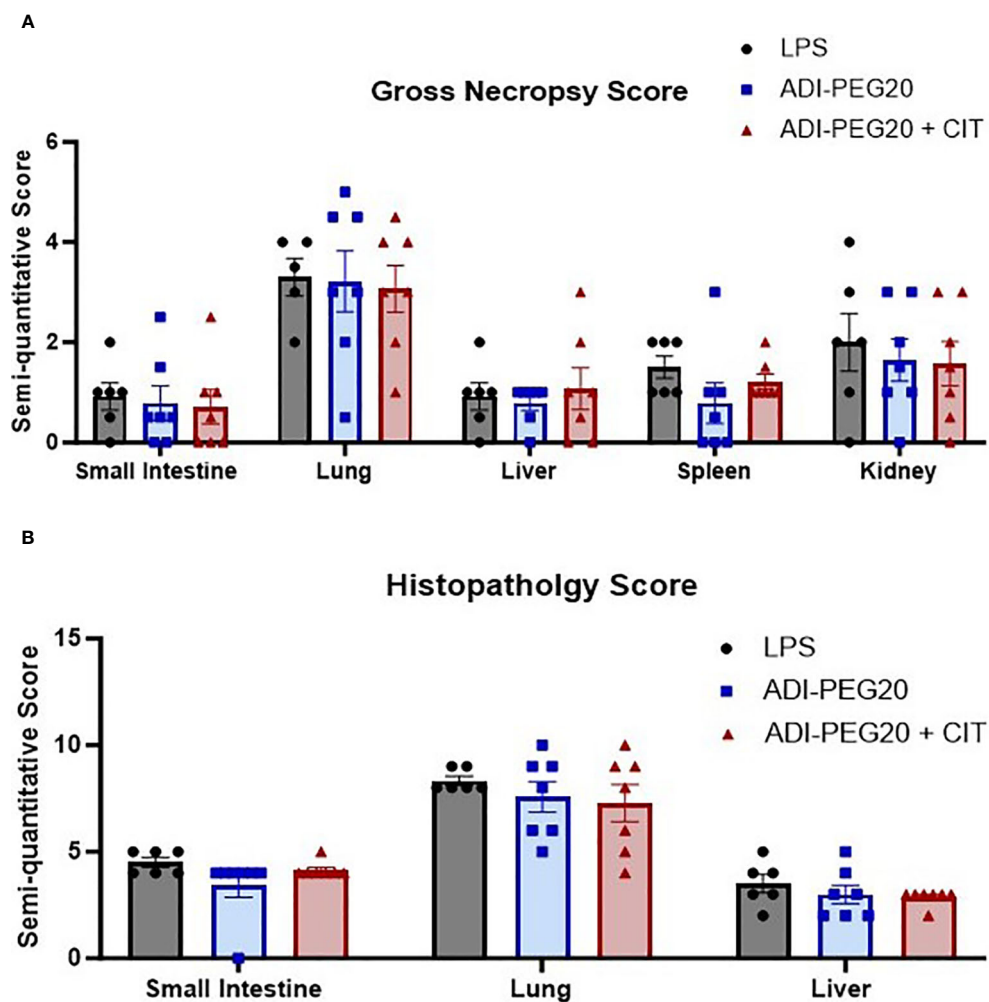 A
LPS
ADI-PEG20
ADI-PEG20 + CIT
Gross Necropsy Score
Semi-quantitative Score
6
4
2
0
Small Intestine Lung Liver Spleen Kidney
B
Histopatholgy Score
LPS
ADI-PEG20
ADI-PEG20 + CIT
Semi-quantitative Score
15
10
5
0
Small Intestine Lung Liver